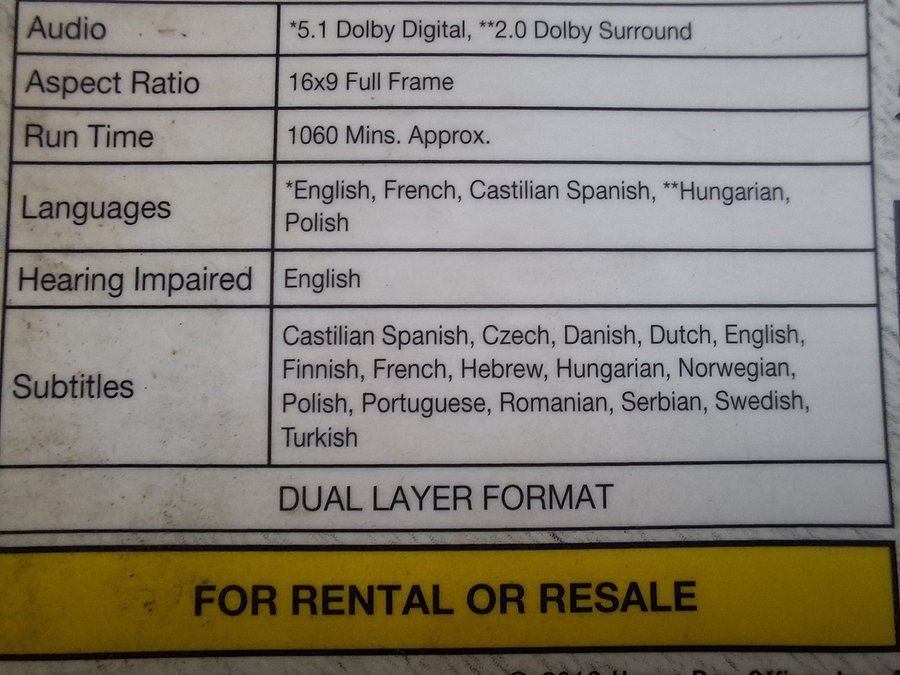 Audio
*5.1 Dolby Digital, **2.0 Dolby Surround
Aspect Ratio
16x9 Full Frame
Run Time
1060 Mins. Approx.
Languages
*English, French, Castilian Spanish, **Hungarian,
Polish
Hearing Impaired
English
Subtitles
Castilian Spanish, Czech, Danish, Dutch, English,
Finnish, French, Hebrew, Hungarian, Norwegian,
Polish, Portuguese, Romanian, Serbian, Swedish,
Turkish
DUAL LAYER FORMAT
FOR RENTAL OR RESALE